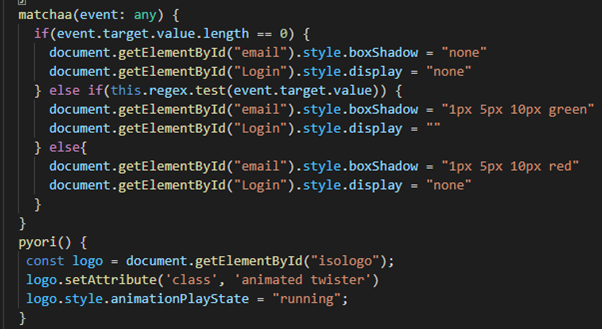 matchaa(event: any) {
if(event.target.value.length == 0) {
document.getElementById("email").style.boxShadow = "none"
document.getElementById("Login").style.display = "none"
} else if(this.regex.test(event.target.value)) {
document.getElementById("email").style.boxShadow = "1px 5px 10px green"
document.getElementById("Login").style.display = ""
} else{
document.getElementById("email").style.boxShadow = "1px 5px 10px red"
document.getElementById("Login").style.display = "none"
}
}
pyori() {
const logo = document.getElementById("isologo");
logo.setAttribute('class', 'animated twister')
logo.style.animationPlayState = "running";
}